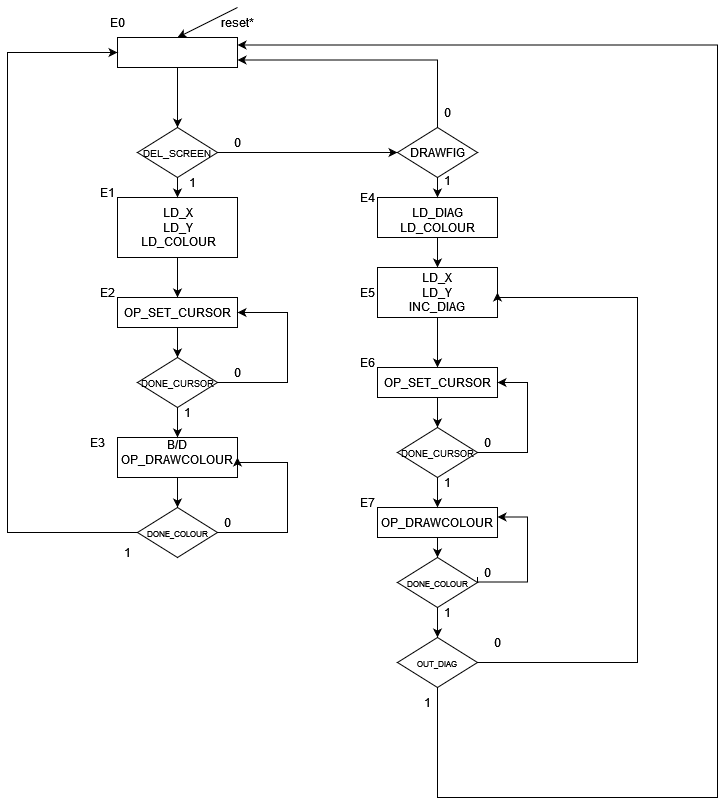 reset*
E0
DEL_SCREEN
0
DRAWFIG
0
1
1
E1
LD_X
LD_Y
LD_COLOUR
E2
OP_SET_CURSOR
DONE_CURSOR
0
1
E3
B/D
OP_DRAWCOLOUR
DONE_COLOUR
0
1
E4
LD_DIAG
LD_COLOUR
E5
LD_X
LD_Y
INC_DIAG
E6
OP_SET_CURSOR
DONE_CURSOR
0
1
E7
OP_DRAWCOLOUR
DONE_COLOUR
0
1
OUT_DIAG
0
1